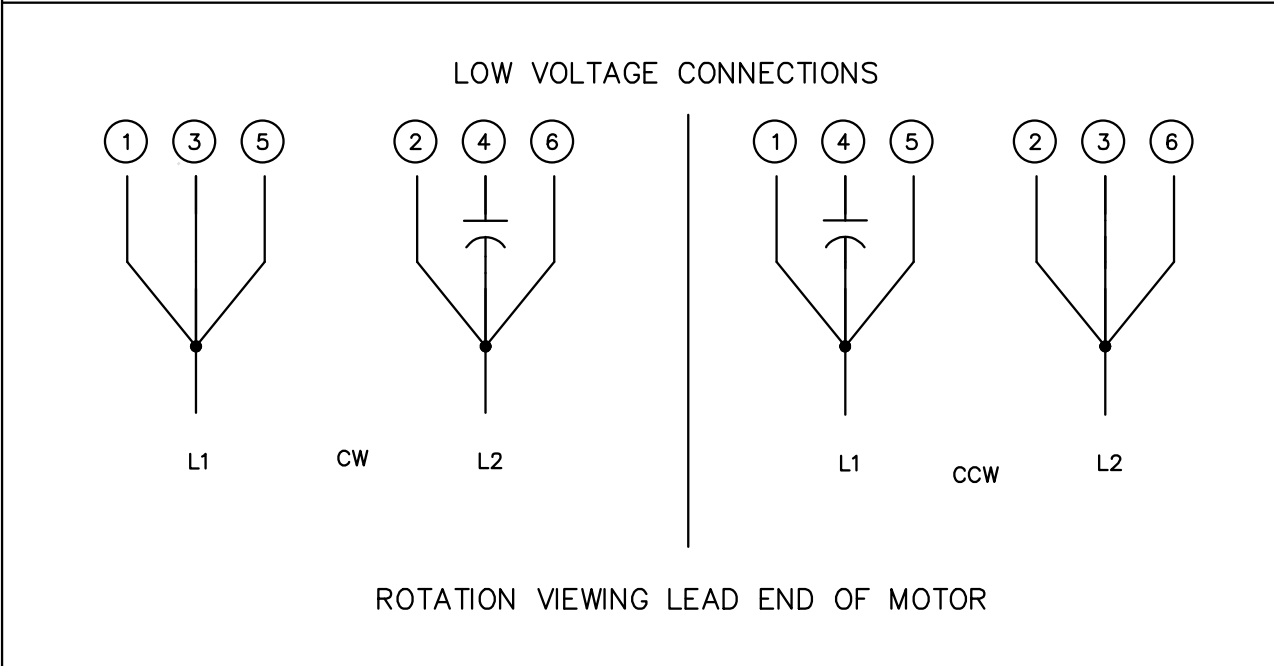 LOW VOLTAGE CONNECTIONS
1 3 5 2 4 6 1 4 5 2 3 6
L1 CW L2 L1 CCW L2
ROTATION VIEWING LEAD END OF MOTOR